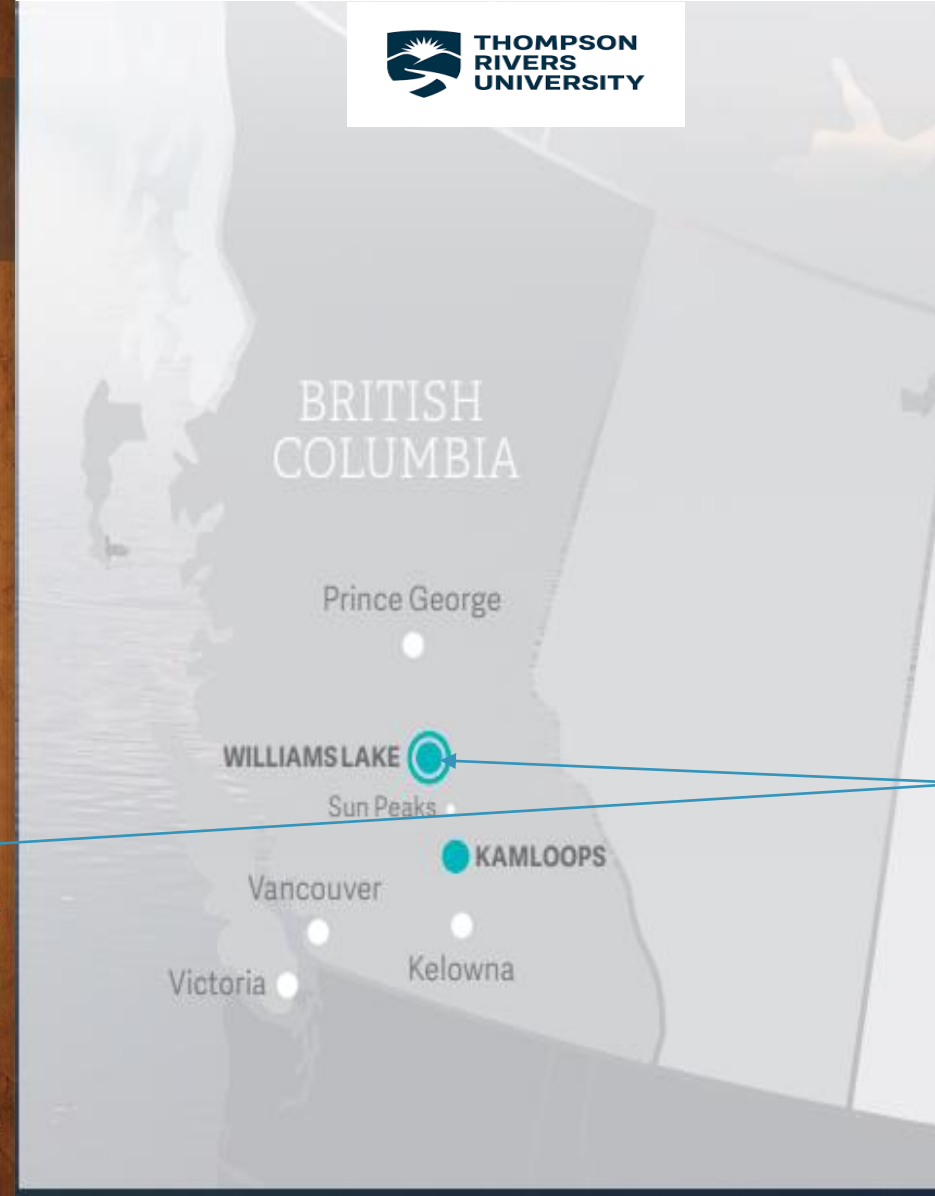 THOMPSON
RIVERS
UNIVERSITY
BRITISH
COLUMBIA
Prince George
WILLIAMS LAKE
Sun Peaks
KAMLOOPS
Vancouver
Kelowna
Victoria